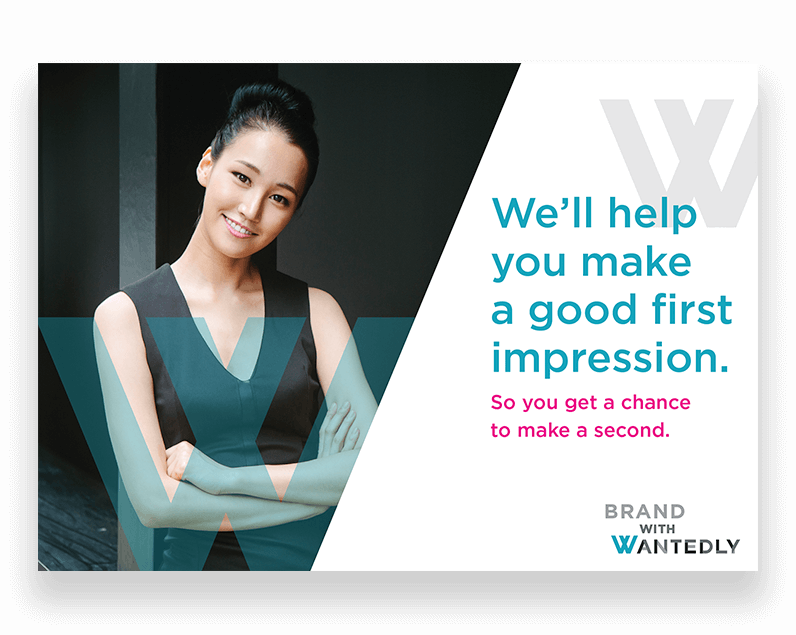 We’ll help
you make
a good first
impression.
So you get a chance
to make a second.
BRAND
WITH
WANTEDLY